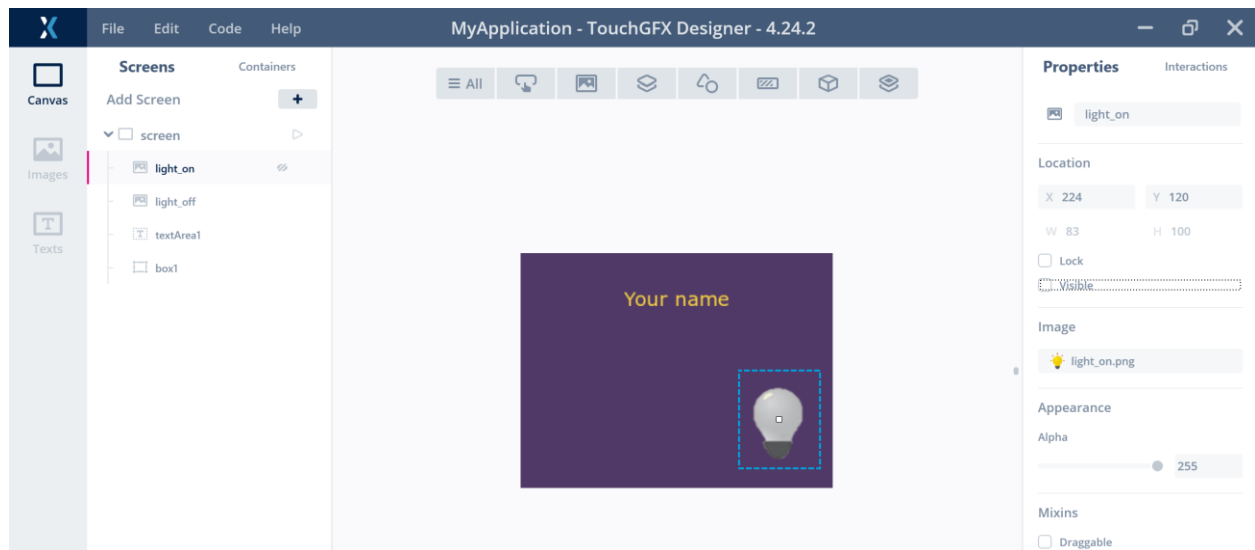 File Edit Code Help MyApplication - TouchGFX Designer - 4.24.2
Canvas
Images
Texts
Screens Containers
Add Screen +
screen
light_on
light_off
textArea1
box1
All
Your name
Properties Interactions
light_on
Location
X 224 Y 120
W 83 H 100
Lock
Visible
Image
light_on.png
Appearance
Alpha
255
Mixins
Draggable